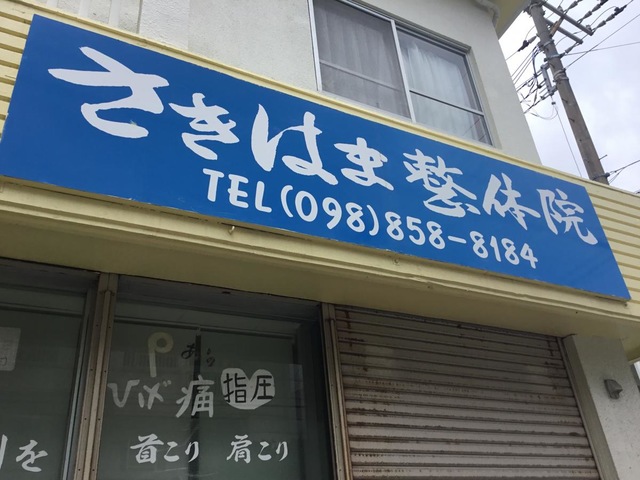 さきはま整体院
TEL(098)858-8184
P あり
ひざ痛 指圧
首こり 肩こり
を